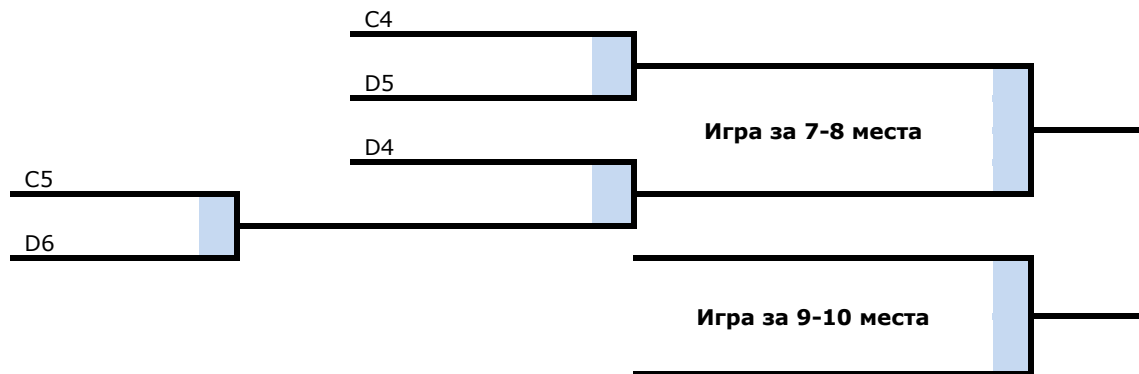 C4
D5
Игра за 7-8 места
D4
C5
D6
Игра за 9-10 места